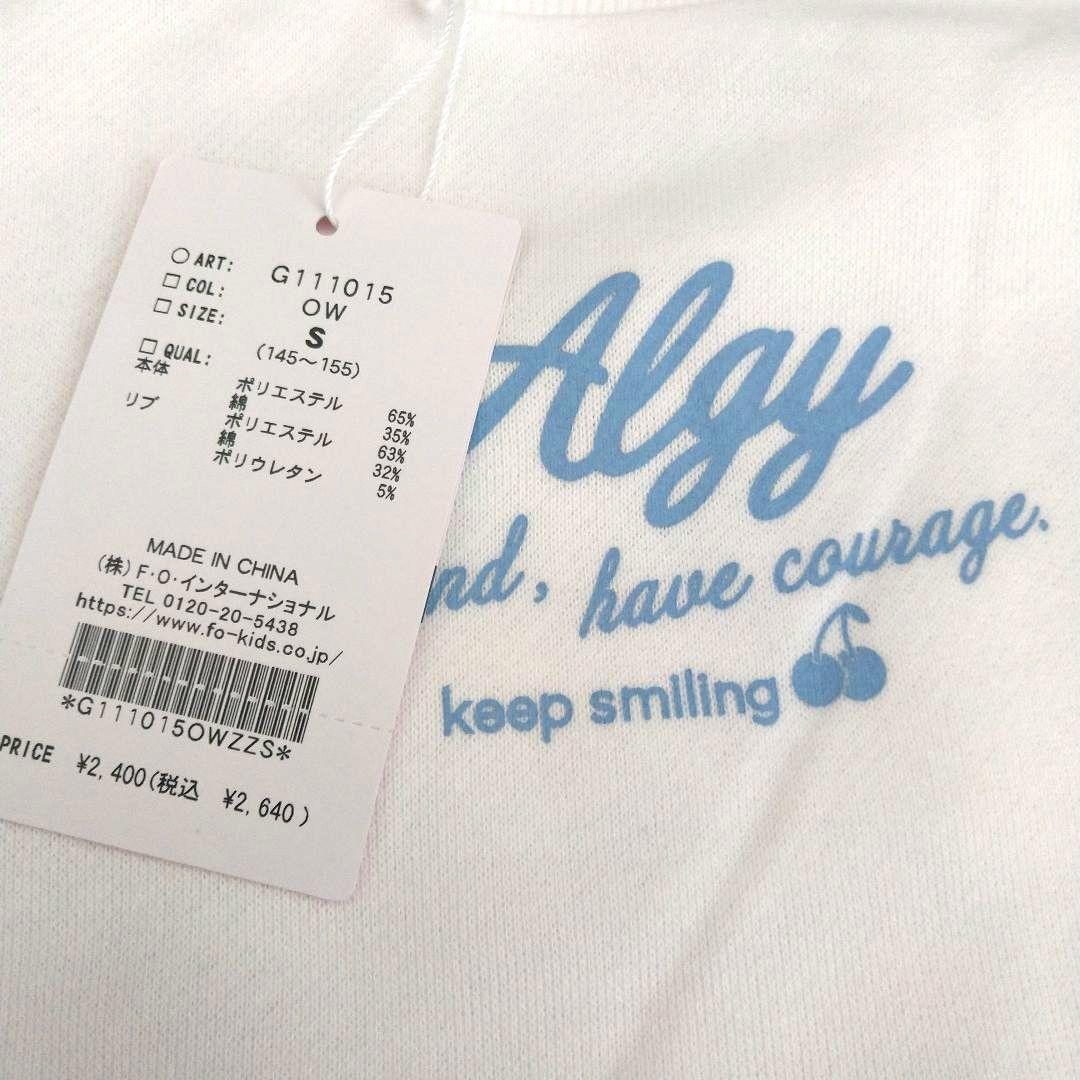 ○ ART: G111015
□ COL: OW
□ SIZE: S
(145～155)
□ QUAL:
本体 ポリエステル 65%
綿 35%
リブ ポリエステル 63%
綿 32%
ポリウレタン 5%
MADE IN CHINA
(株)F・O・インターナショナル
TEL 0120-20-5438
https://www.fo-kids.co.jp/
*G111015OWZZS*
PRICE ¥2,400(税込 ¥2,640)
Algy
nd, have courage.
keep smiling